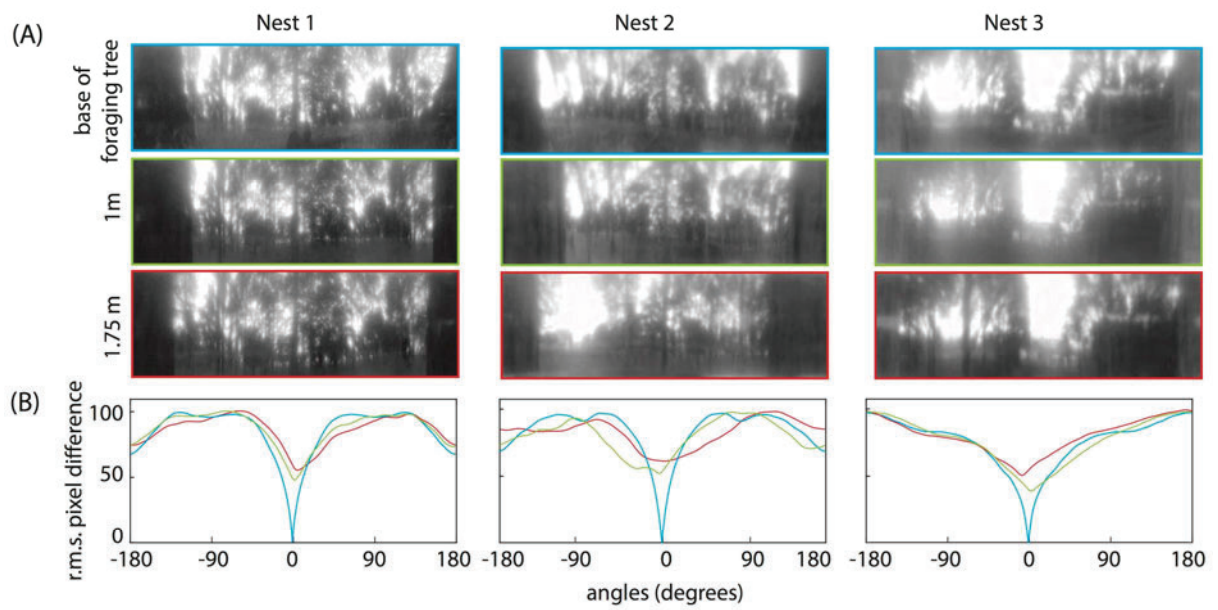 (A)
Nest 1 Nest 2 Nest 3
base of
foraging tree
1m
1.75 m
(B)
r.m.s. pixel difference
100
50
0
-180 -90 0 90 180 -90 0 90 180 -180 -90 0 90 180
angles (degrees)